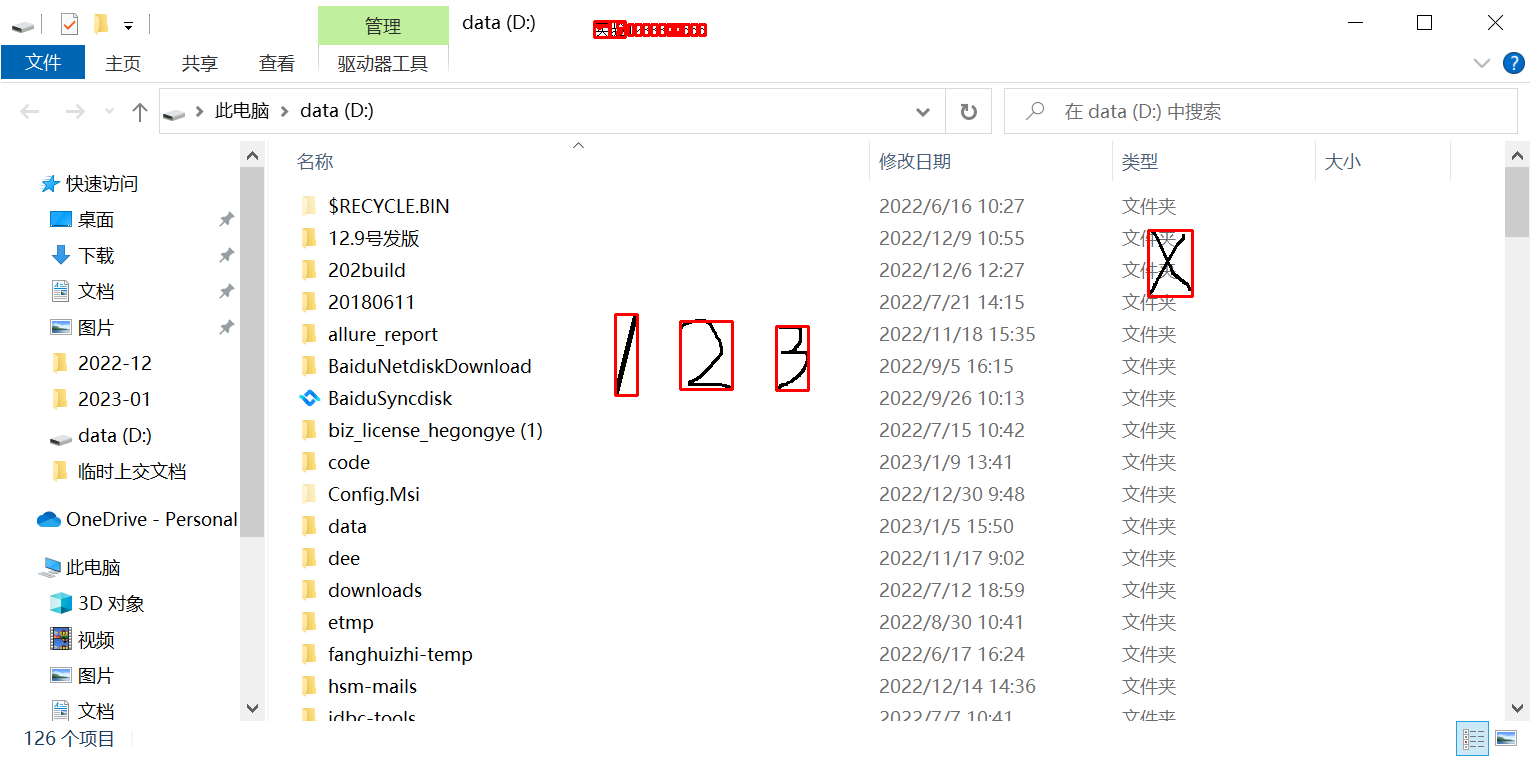 管理 data (D:)
文件 主页 共享 查看 驱动器工具
此电脑 data (D:) 在 data (D:) 中搜索
名称 修改日期 类型 大小
快速访问
桌面
下载
文档
图片
2022-12
2023-01
data (D:)
临时上交文档
OneDrive - Personal
此电脑
3D 对象
视频
图片
文档
$RECYCLE.BIN 2022/6/16 10:27 文件夹
12.9号发版 2022/12/9 10:55 文件夹
202build 2022/12/6 12:27 文件夹
20180611 2022/7/21 14:15 文件夹
allure_report 2022/11/18 15:35 文件夹
BaiduNetdiskDownload 2022/9/5 16:15 文件夹
BaiduSyncdisk 2022/9/26 10:13 文件夹
biz_license_hegongye (1) 2022/7/15 10:42 文件夹
code 2023/1/9 13:41 文件夹
Config.Msi 2022/12/30 9:48 文件夹
data 2023/1/5 15:50 文件夹
dee 2022/11/17 9:02 文件夹
downloads 2022/7/12 18:59 文件夹
etmp 2022/8/30 10:41 文件夹
fanghuizhi-temp 2022/6/17 16:24 文件夹
hsm-mails 2022/12/14 14:36 文件夹
jdbc-tools 2022/7/7 10:41 文件夹
1 2 3
X
126 个项目